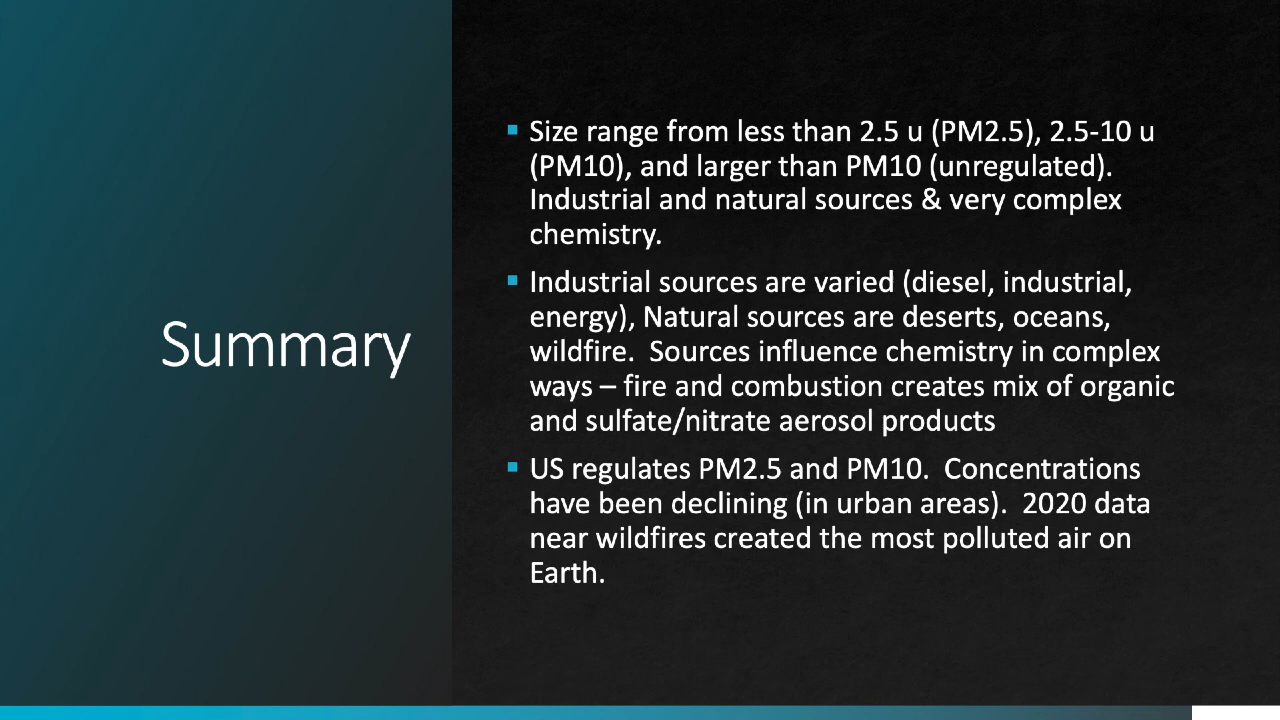 Summary
Size range from less than 2.5 u (PM2.5), 2.5-10 u
(PM10), and larger than PM10 (unregulated).
Industrial and natural sources & very complex
chemistry.
Industrial sources are varied (diesel, industrial,
energy), Natural sources are deserts, oceans,
wildfire.  Sources influence chemistry in complex
ways – fire and combustion creates mix of organic
and sulfate/nitrate aerosol products
US regulates PM2.5 and PM10.  Concentrations
have been declining (in urban areas).  2020 data
near wildfires created the most polluted air on
Earth.